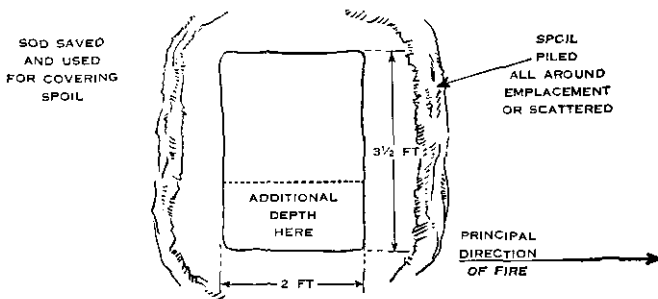 SOD SAVED
AND USED
FOR COVERING
SPOIL
SPOIL
PILED
ALL AROUND
EMPLACEMENT
OR SCATTERED
3½ FT
ADDITIONAL
DEPTH
HERE
2 FT
PRINCIPAL
DIRECTION
OF FIRE